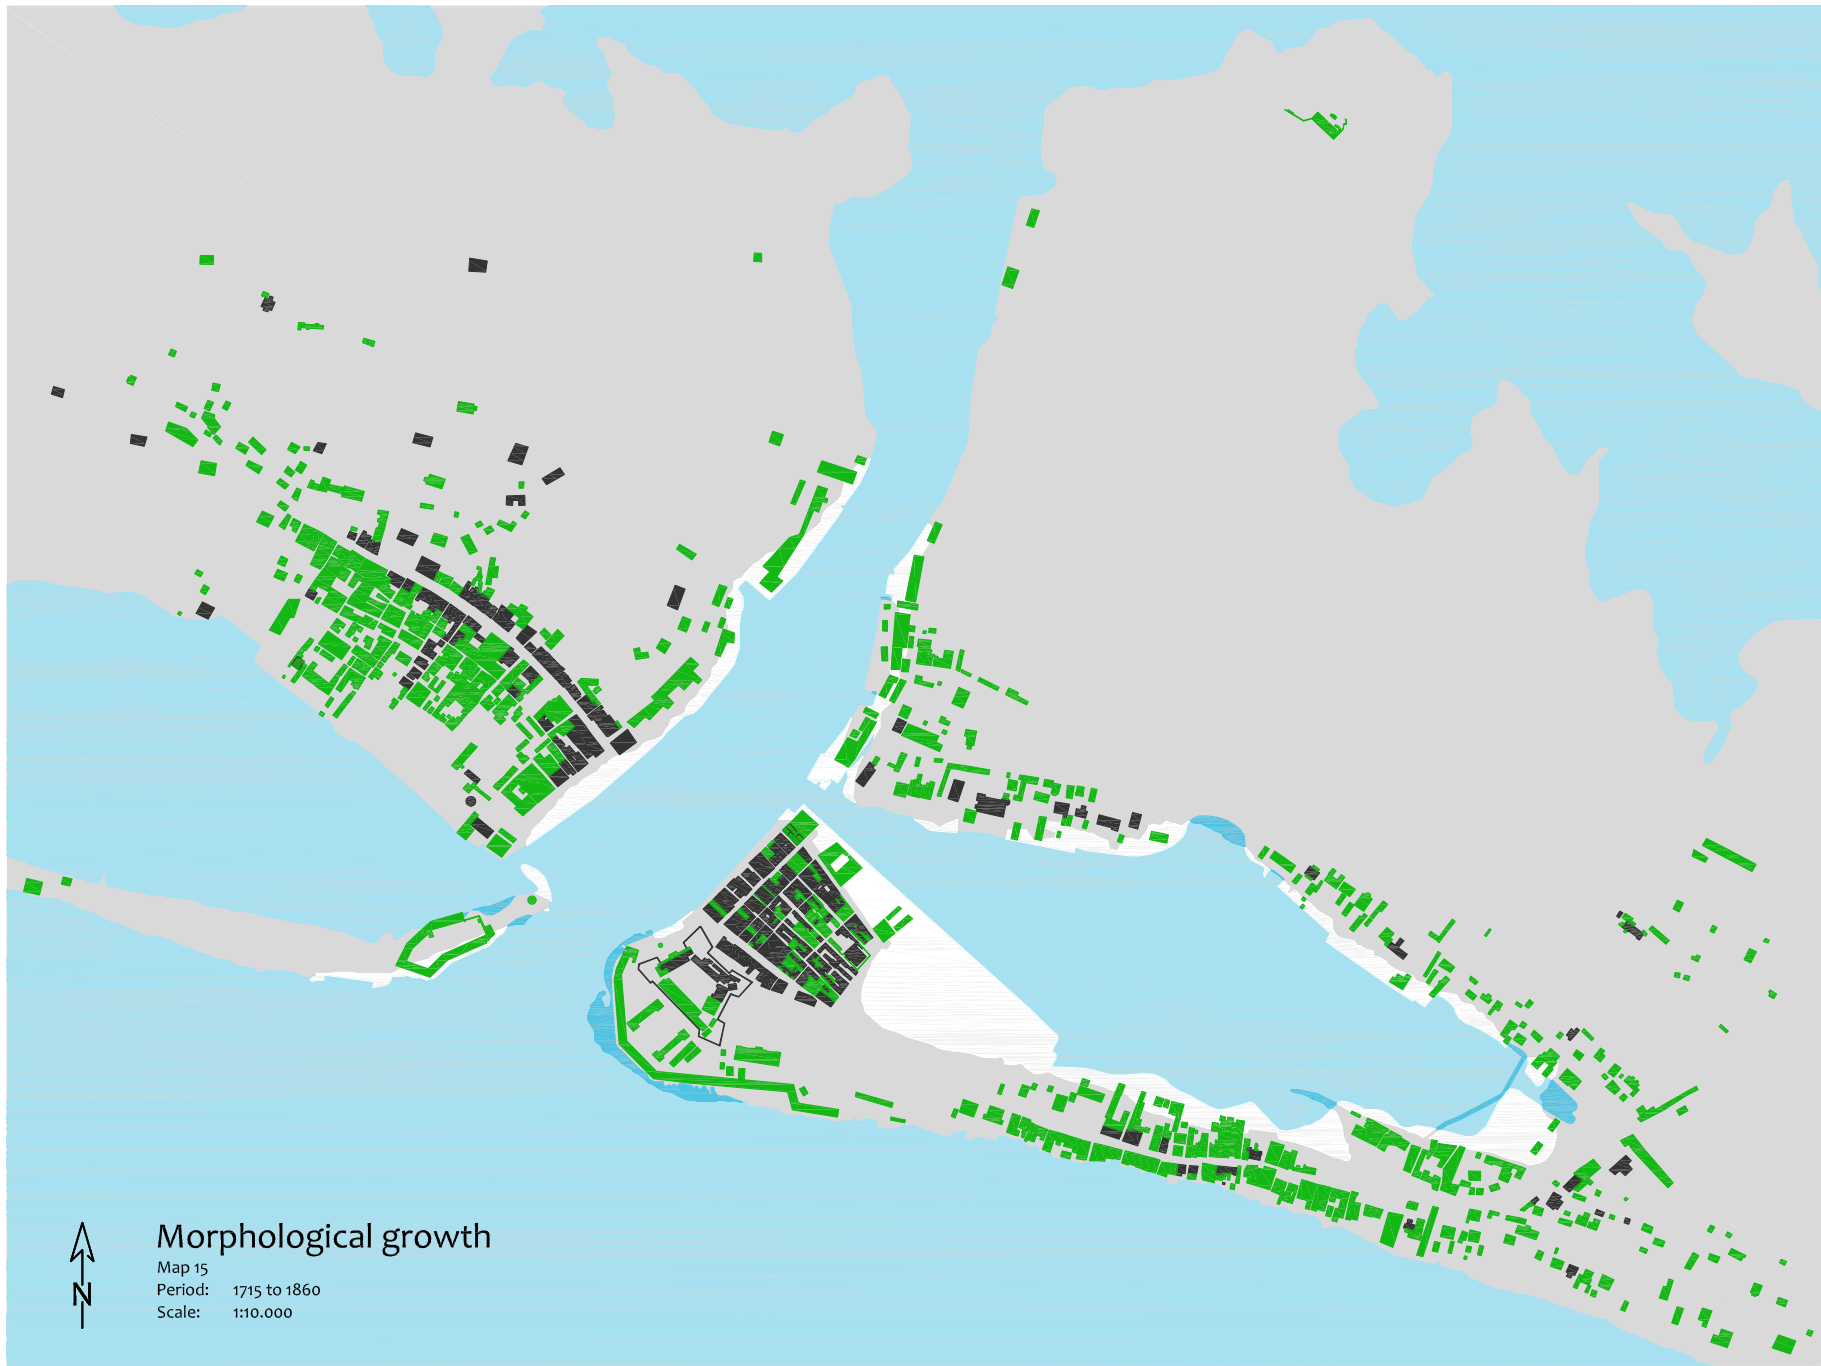 Morphological growth
Map 15
Period: 1715 to 1860
Scale: 1:10.000
N